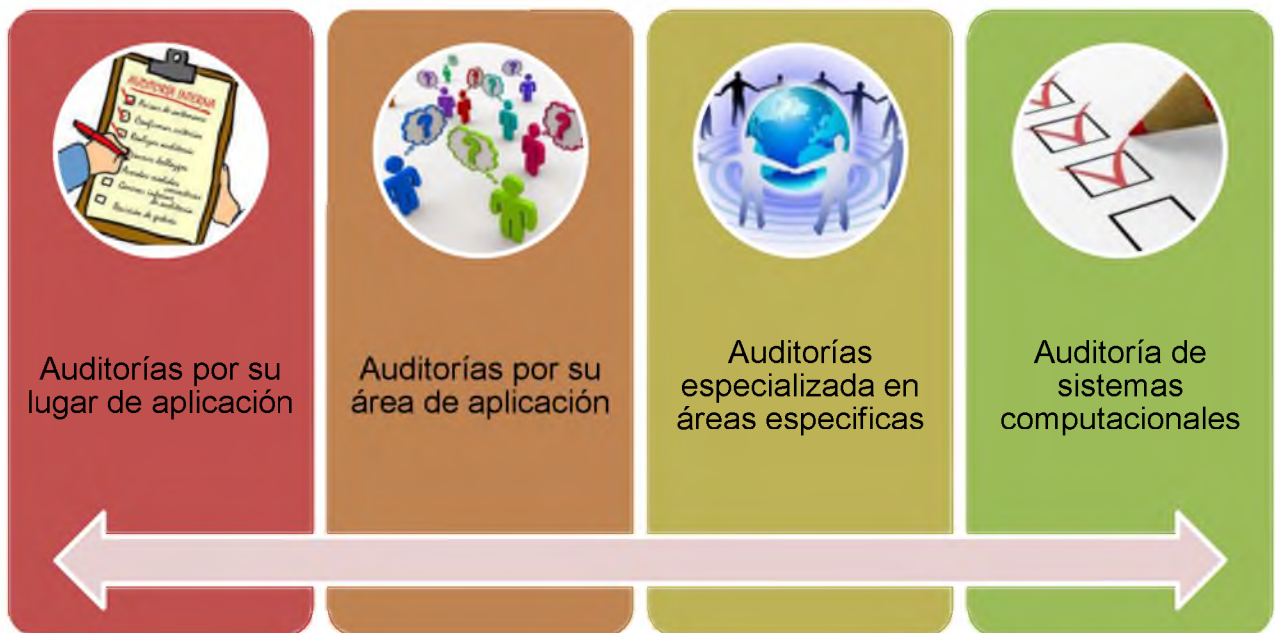 AUDITORÍA INTERNA
Auditorías por su
lugar de aplicación
Auditorías por su
área de aplicación
Auditorías
especializada en
áreas especificas
Auditoría de
sistemas
computacionales